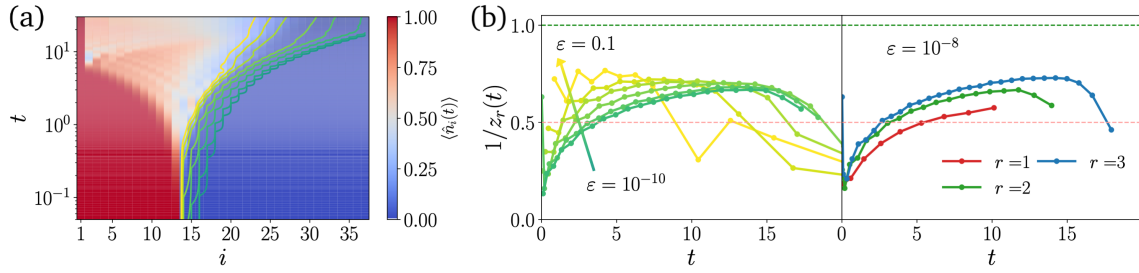 (a)
10¹
10⁰
10⁻¹
t
1 5 10 15 20 25 30 35
i
1.00
0.75
0.50
0.25
0.00
⟨n̂ᵢ(t)⟩
(b)
1.0
0.5
0.0
1/zᵣ(t)
ε = 0.1
ε = 10⁻¹⁰
0 5 10 15
t
ε = 10⁻⁸
r =1
r =3
r =2
0 5 10 15
t